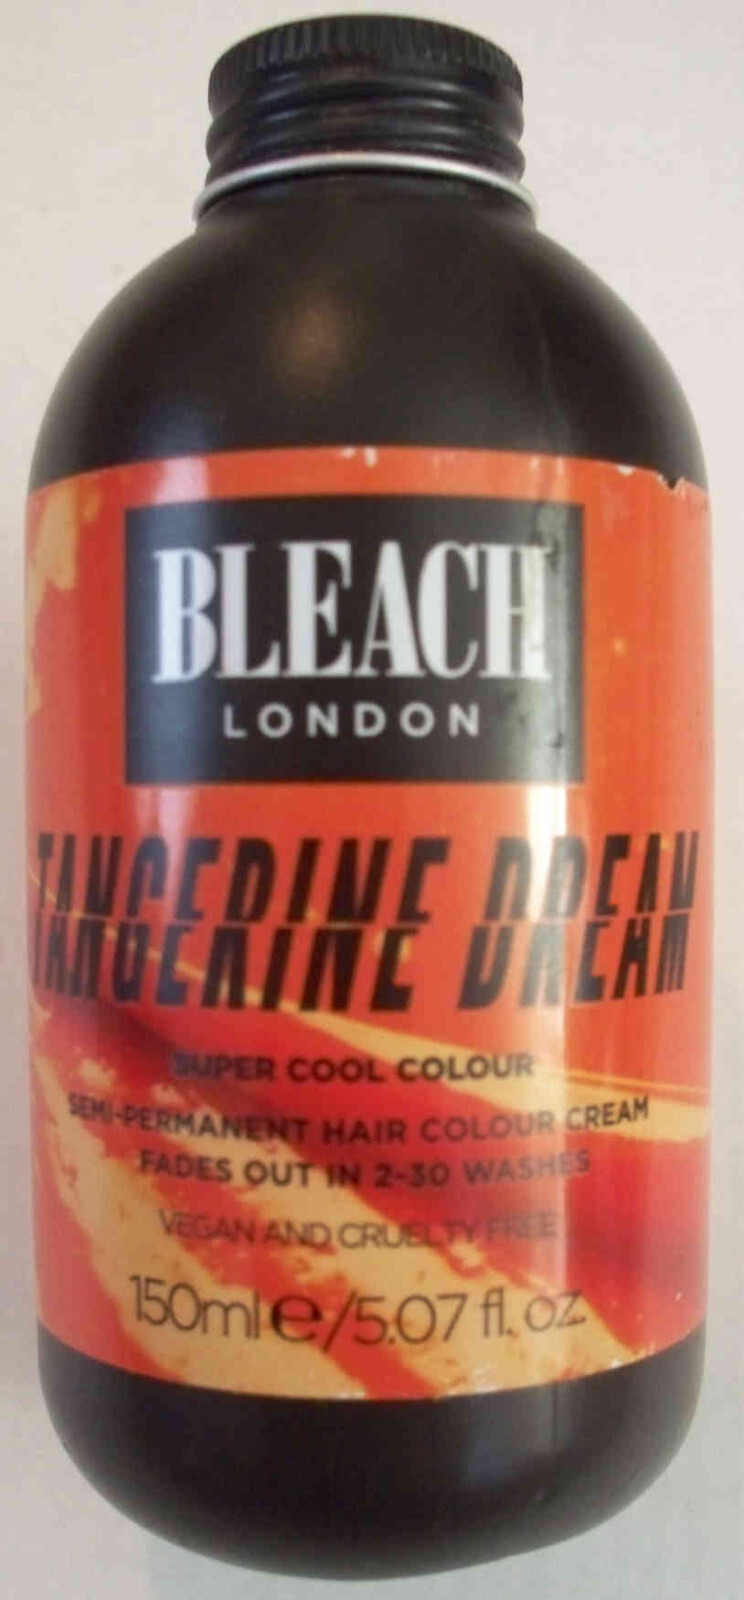 BLEACH
LONDON
TANGERINE DREAM
SUPER COOL COLOUR
SEMI-PERMANENT HAIR COLOUR CREAM
FADES OUT IN 2-30 WASHES
VEGAN AND CRUELTY FREE
150ml e/5.07 fl. oz.